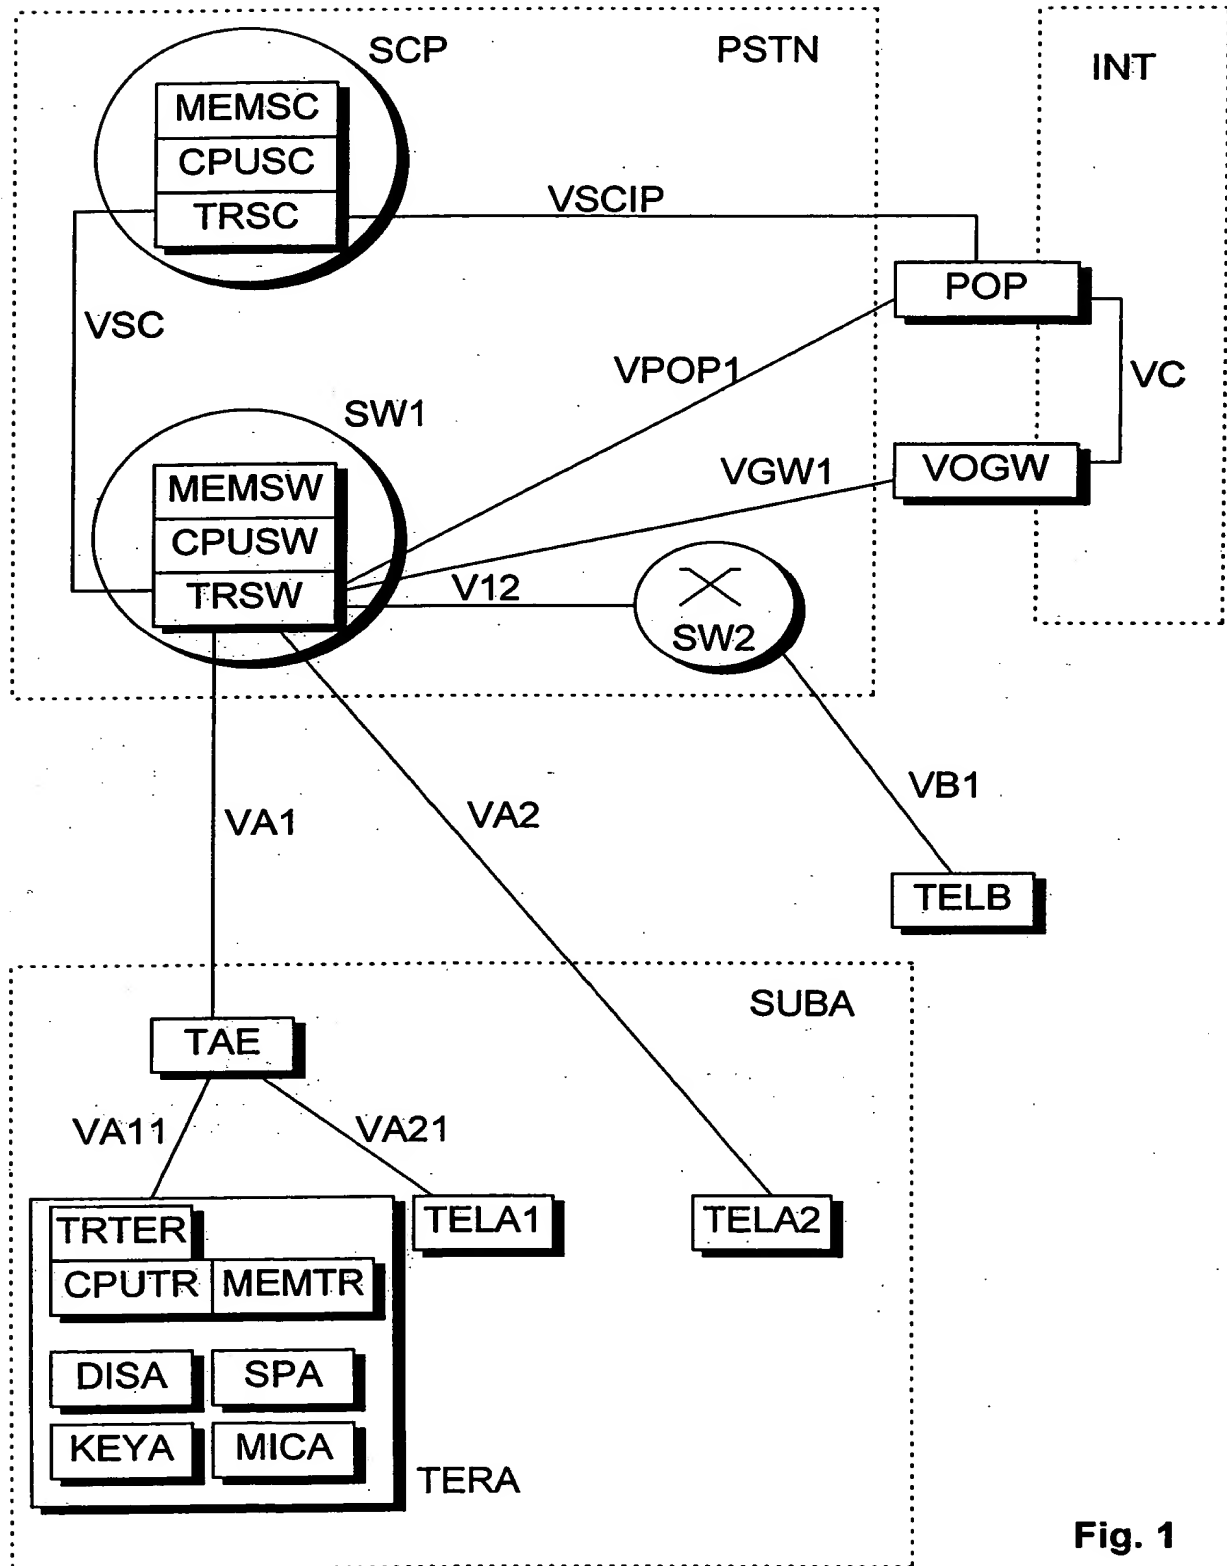 SCP
PSTN
INT
MEMSC
CPUSC
TRSC
VSCIP
POP
VSC
VPOP1
VC
SW1
MEMSW
CPUSW
TRSW
VGW1
VOGW
V12
SW2
VB1
VA1
VA2
TELB
SUBA
TAE
VA11
VA21
TRTER
TELA1
TELA2
CPUTR
MEMTR
DISA
SPA
KEYA
MICA
TERA
Fig. 1